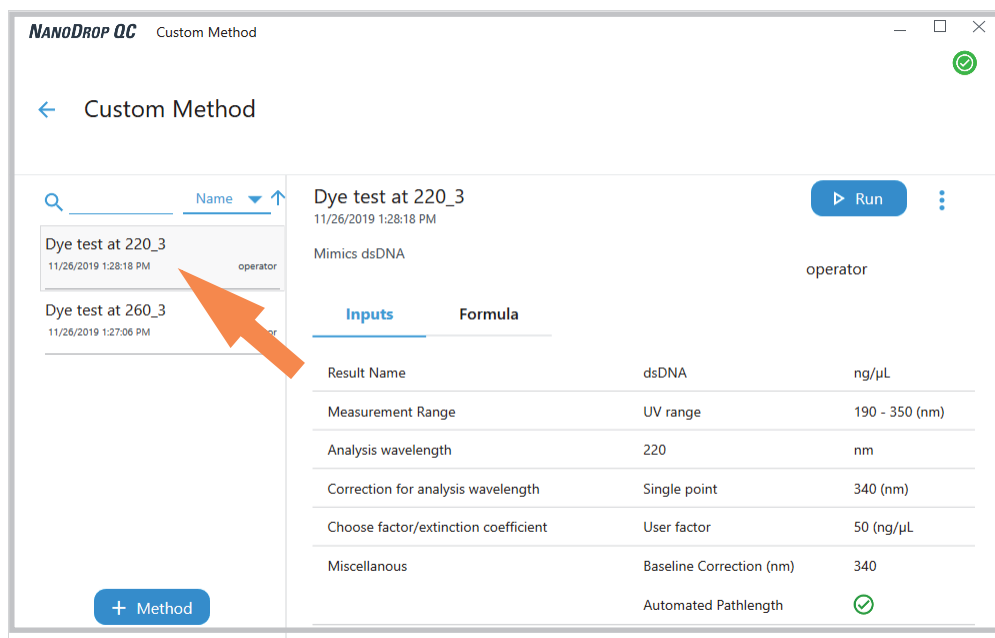 NANODROP QC Custom Method
Custom Method
Name
Dye test at 220_3
11/26/2019 1:28:18 PM operator
Dye test at 260_3
11/26/2019 1:27:06 PM
+ Method
Dye test at 220_3
11/26/2019 1:28:18 PM
Run
Mimics dsDNA
operator
Inputs Formula
Result Name dsDNA ng/µL
Measurement Range UV range 190 - 350 (nm)
Analysis wavelength 220 nm
Correction for analysis wavelength Single point 340 (nm)
Choose factor/extinction coefficient User factor 50 (ng/µL
Miscellanous Baseline Correction (nm) 340
Automated Pathlength